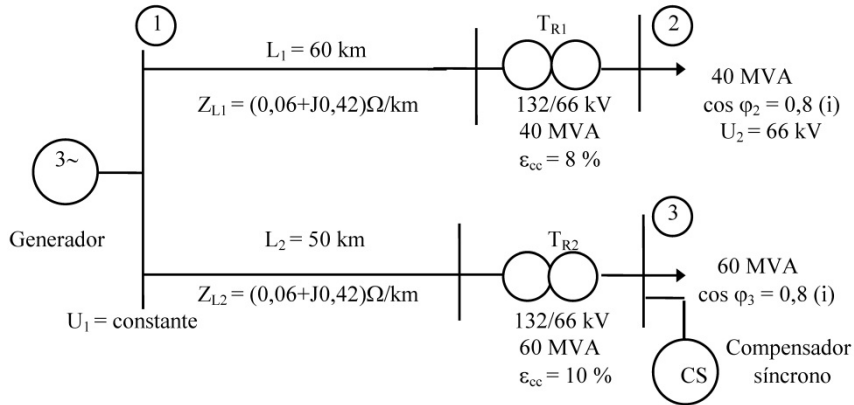 1
L₁ = 60 km
Z_L1 = (0,06+J0,42)Ω/km
T_R1
132/66 kV
40 MVA
ε_cc = 8 %
2
40 MVA
cos φ₂ = 0,8 (i)
U₂ = 66 kV
3~
Generador
U₁ = constante
L₂ = 50 km
Z_L2 = (0,06+J0,42)Ω/km
T_R2
132/66 kV
60 MVA
ε_cc = 10 %
3
60 MVA
cos φ₃ = 0,8 (i)
CS
Compensador
síncrono